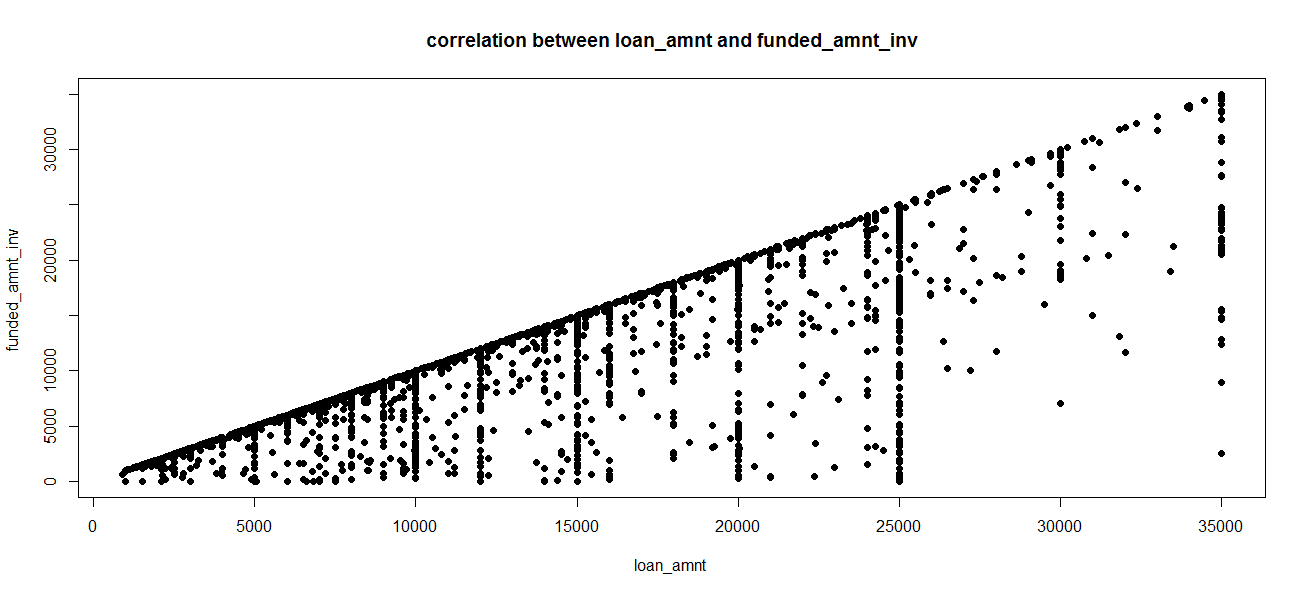 correlation between loan_amnt and funded_amnt_inv
funded_amnt_inv
30000
20000
10000
5000
0
0 5000 10000 15000 20000 25000 30000 35000
loan_amnt